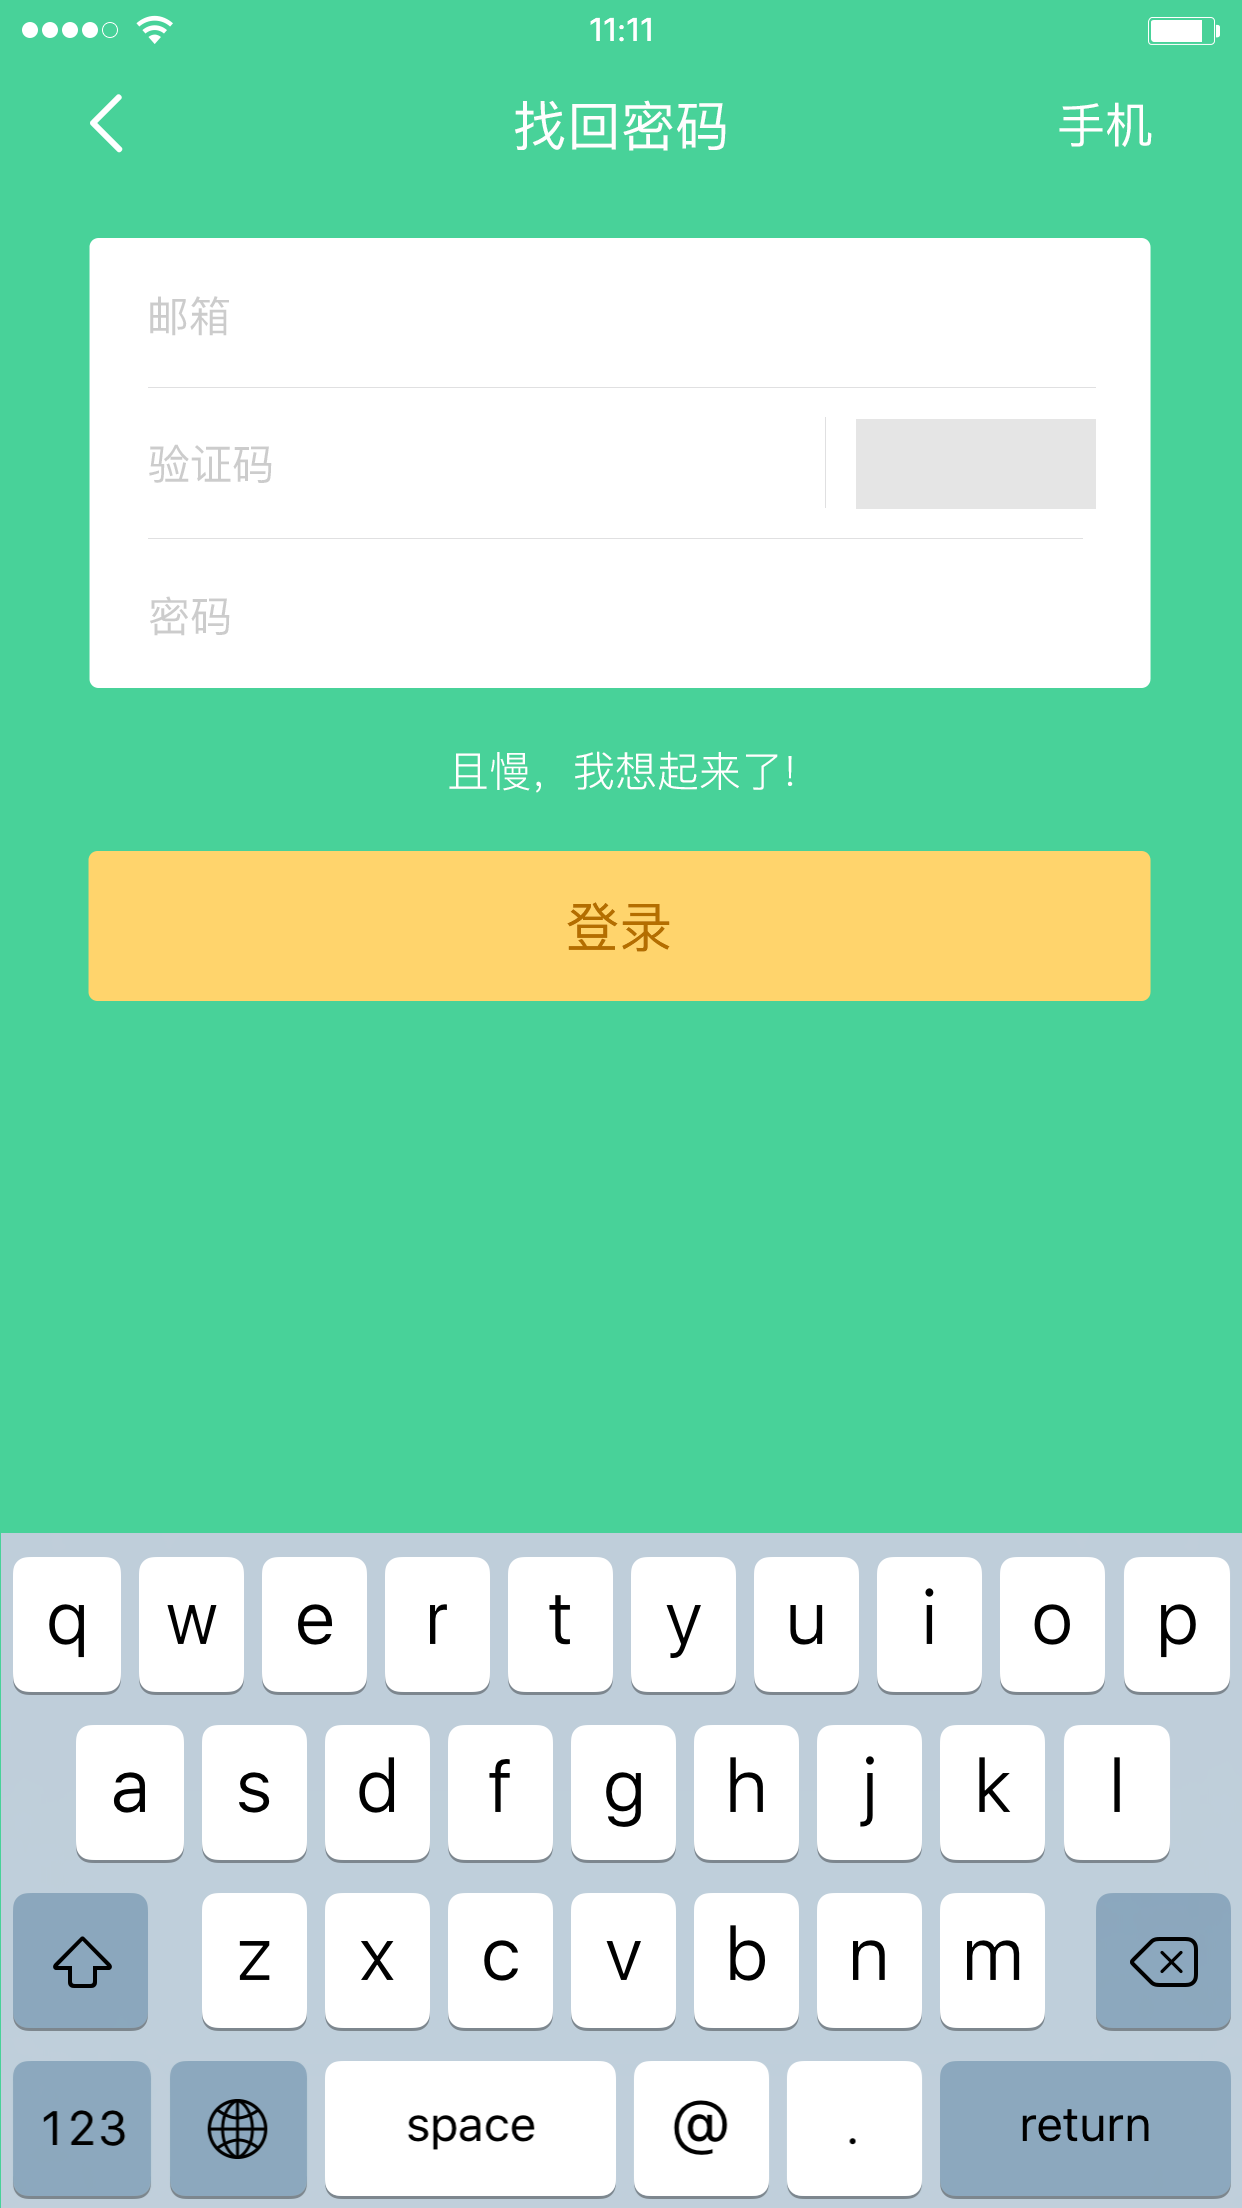 11:11
找回密码
手机
邮箱
验证码
密码
且慢，我想起来了!
登录
q w e r t y u i o p
a s d f g h j k l
z x c v b n m
123 space @ . return